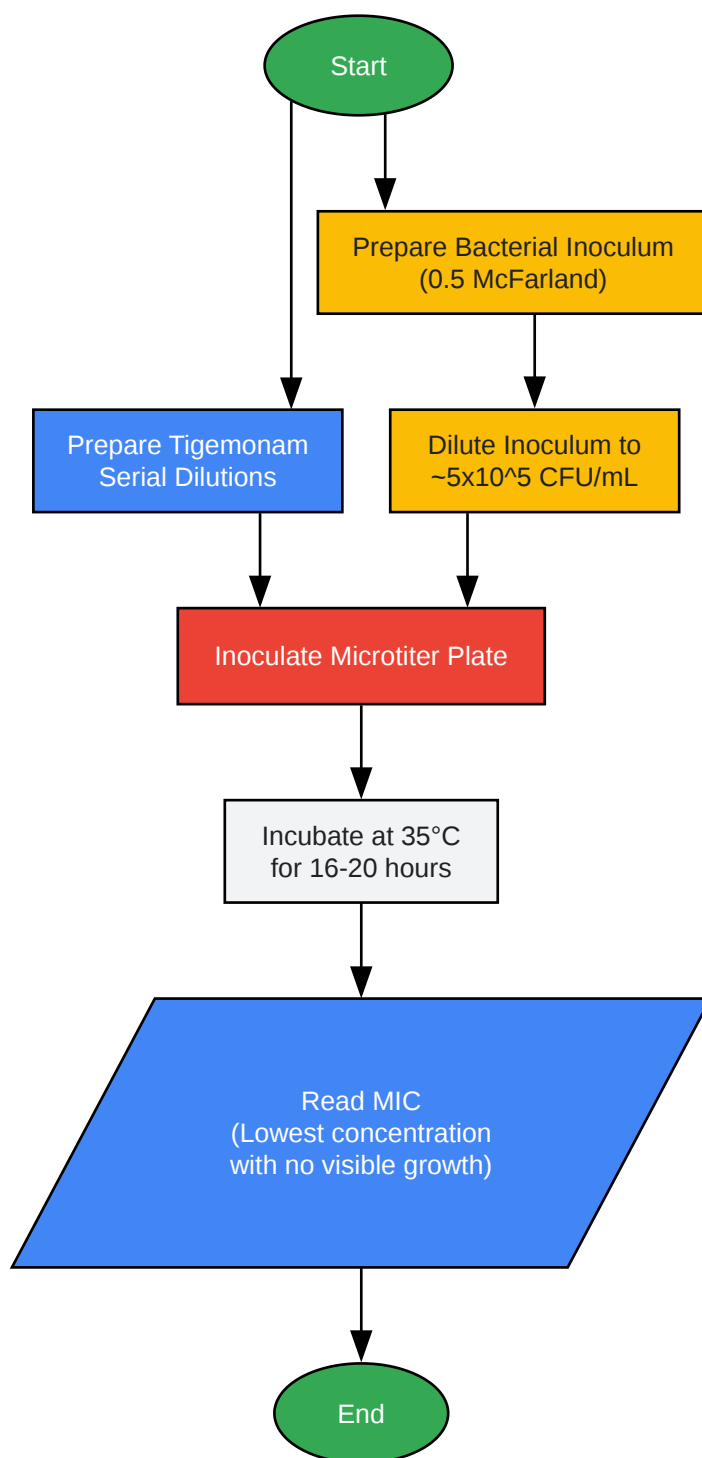 Start
Prepare Bacterial Inoculum
(0.5 McFarland)
Prepare Tigemonam
Serial Dilutions
Dilute Inoculum to
~5x10^5 CFU/mL
Inoculate Microtiter Plate
Incubate at 35°C
for 16-20 hours
Read MIC
(Lowest concentration
with no visible growth)
End